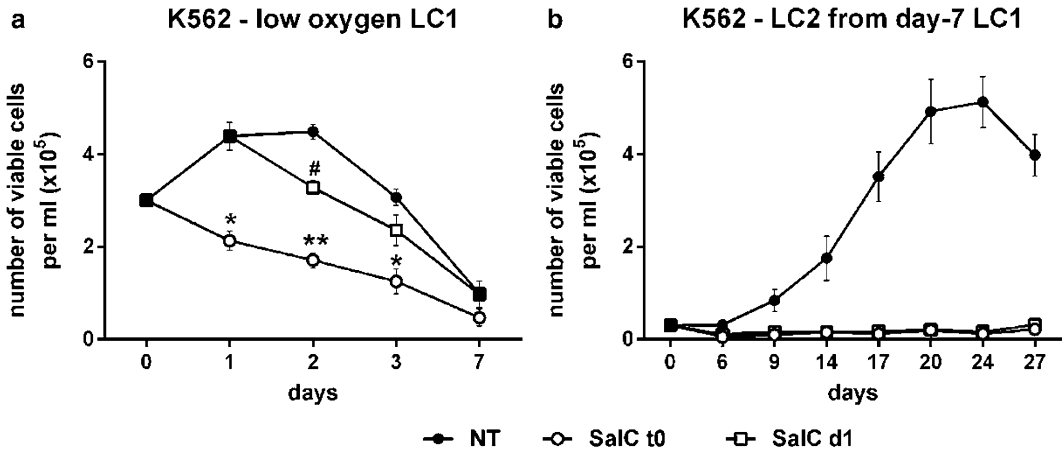 a
K562 - low oxygen LC1
number of viable cells
per ml (x10⁵)
6
4
2
0
#
*
**
*
0 1 2 3 7
days
b
K562 - LC2 from day-7 LC1
number of viable cells
per ml (x10⁵)
6
4
2
0
0 6 9 14 17 20 24 27
days
NT SalC t0 SalC d1